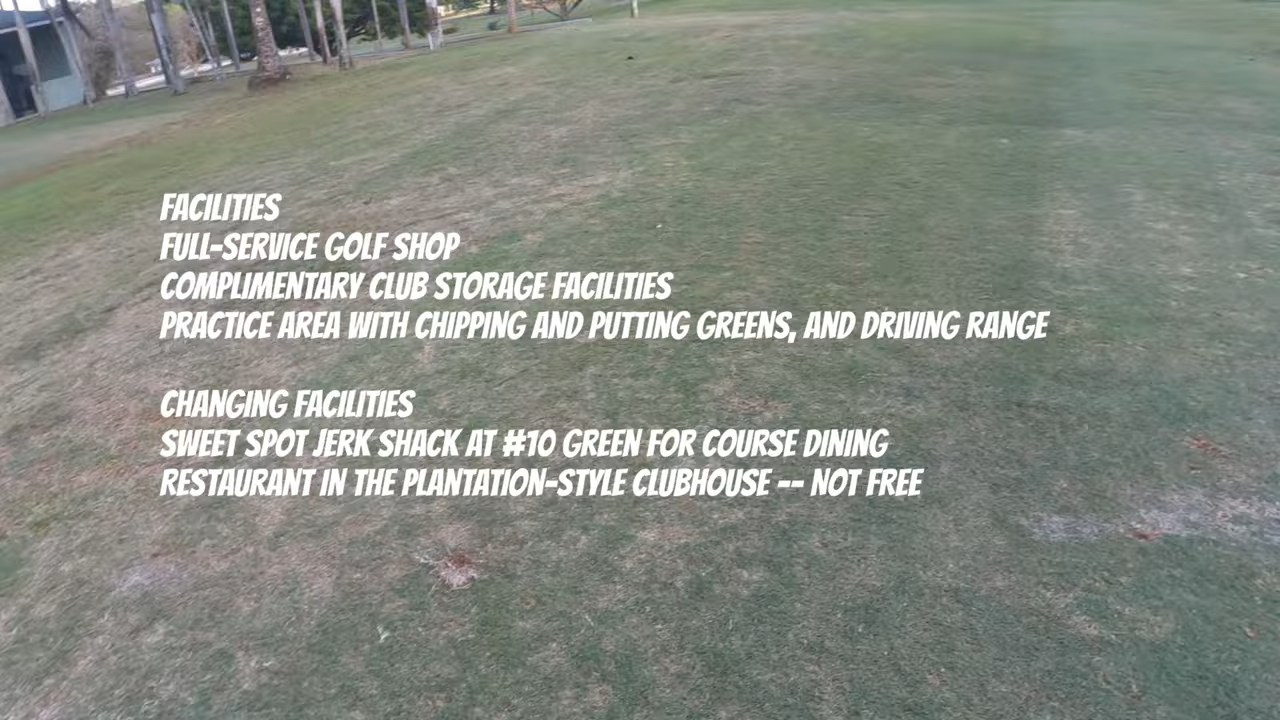 FACILITIES
FULL-SERVICE GOLF SHOP
COMPLIMENTARY CLUB STORAGE FACILITIES
PRACTICE AREA WITH CHIPPING AND PUTTING GREENS, AND DRIVING RANGE
CHANGING FACILITIES
SWEET SPOT JERK SHACK AT #10 GREEN FOR COURSE DINING
RESTAURANT IN THE PLANTATION-STYLE CLUBHOUSE -- NOT FREE